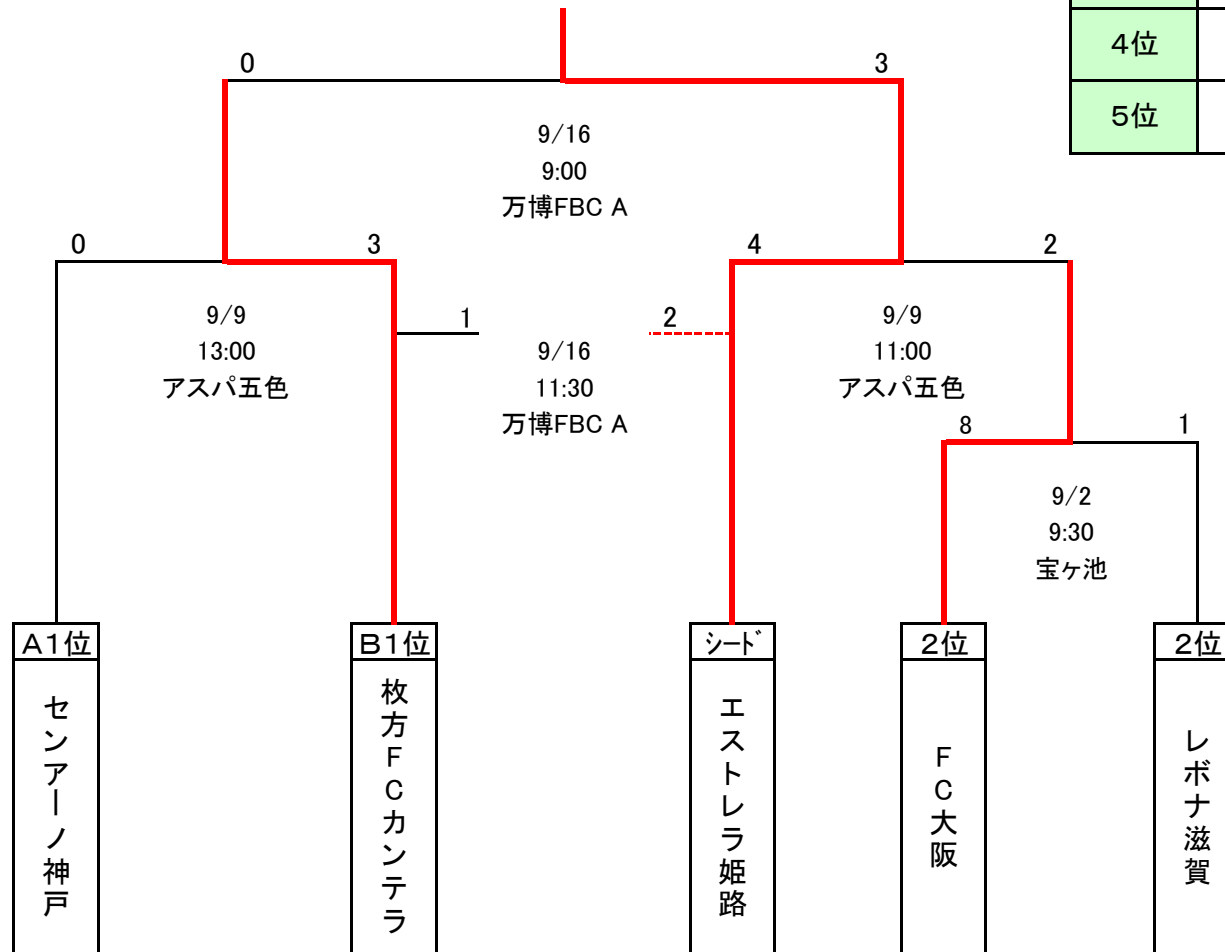 4位
5位
0
3
9/16
9:00
万博FBC A
0
3
4
2
9/9
13:00
アスパ五色
1
9/16
11:30
万博FBC A
2
9/9
11:00
アスパ五色
8
1
9/2
9:30
宝ヶ池
A1位
B1位
シード
2位
2位
センアーノ神戸
枚方FCカンテラ
エストレラ姫路
FC大阪
レボナ滋賀